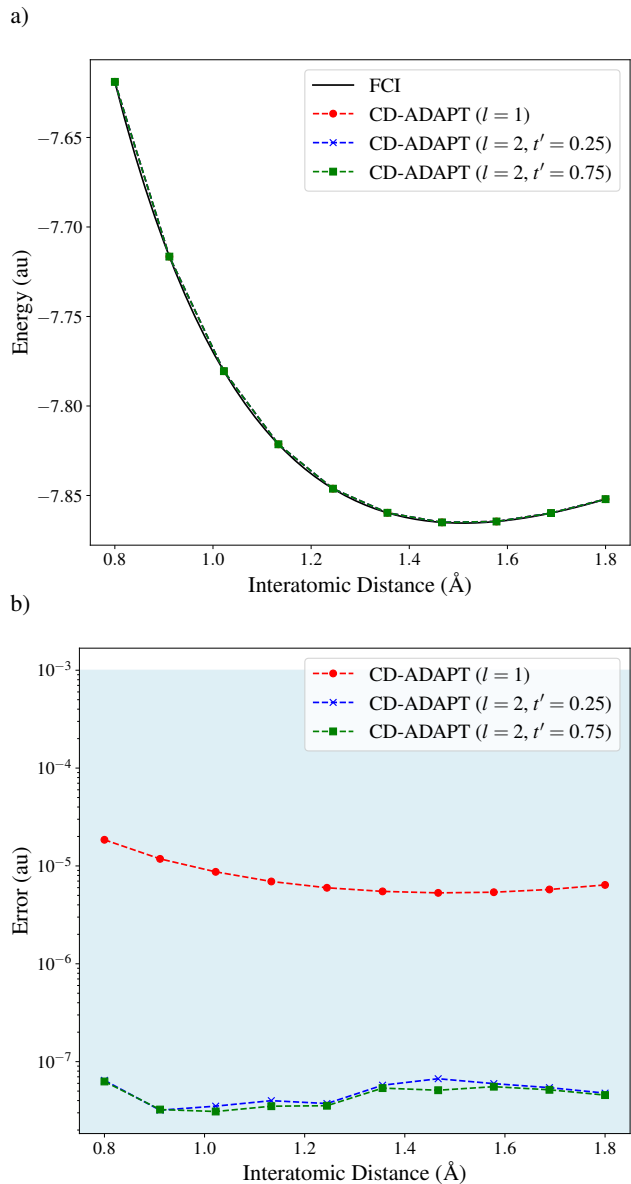 a)
FCI
CD-ADAPT (l = 1)
CD-ADAPT (l = 2, t′ = 0.25)
CD-ADAPT (l = 2, t′ = 0.75)
−7.65
−7.70
−7.75
−7.80
−7.85
Energy (au)
0.8 1.0 1.2 1.4 1.6 1.8
Interatomic Distance (Å)
b)
CD-ADAPT (l = 1)
CD-ADAPT (l = 2, t′ = 0.25)
CD-ADAPT (l = 2, t′ = 0.75)
10⁻³
10⁻⁴
10⁻⁵
10⁻⁶
10⁻⁷
Error (au)
0.8 1.0 1.2 1.4 1.6 1.8
Interatomic Distance (Å)